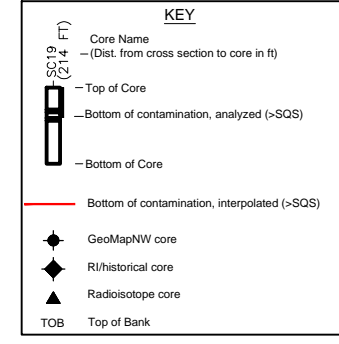 KEY
SC19
(214 FT)
Core Name
(Dist. from cross section to core in ft)
Top of Core
Bottom of contamination, analyzed (>SQS)
Bottom of Core
Bottom of contamination, interpolated (>SQS)
GeoMapNW core
RI/historical core
Radioisotope core
TOB Top of Bank